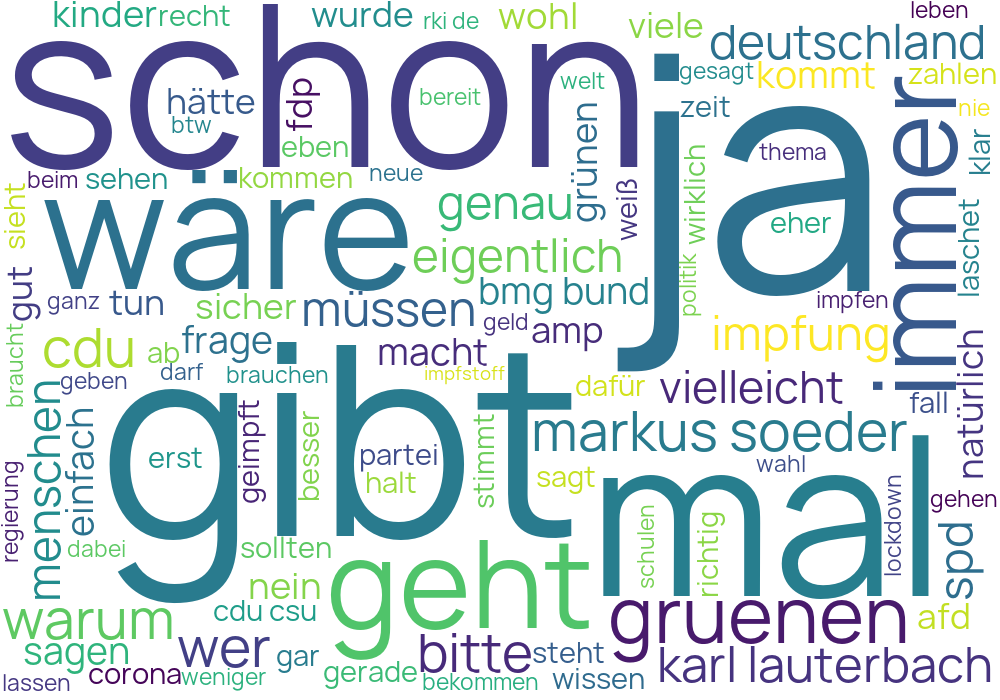 kinder
recht
wurde
rki de
wohl
viele
leben
deutschland
schon
ja
gesagt
kommt
zahlen
hätte
btw
fdp
bereit
welt
zeit
nie
eben
grünen
thema
klar
immer
beim
sehen
kommen
neue
weiß
wirklich
sieht
wäre
genau
eher
laschet
eigentlich
gut
ganz
tun
sicher
müssen
bmg bund
politik
impfen
geld
amp
impfung
braucht
cdu
ab
frage
macht
natürlich
geben
darf
brauchen
impfstoff
dafür
vielleicht
fall
menschen
einfach
gibt
geimpft
besser
partei
stimmt
markus soeder
erst
halt
sagt
wahl
mal
regierung
lockdown
gehen
schulen
richtig
spd
dabei
sollten
geht
nein
warum
cdu csu
gruenen
afd
sagen
wer
gar
bitte
steht
karl lauterbach
lassen
corona
weniger
gerade
bekommen
wissen